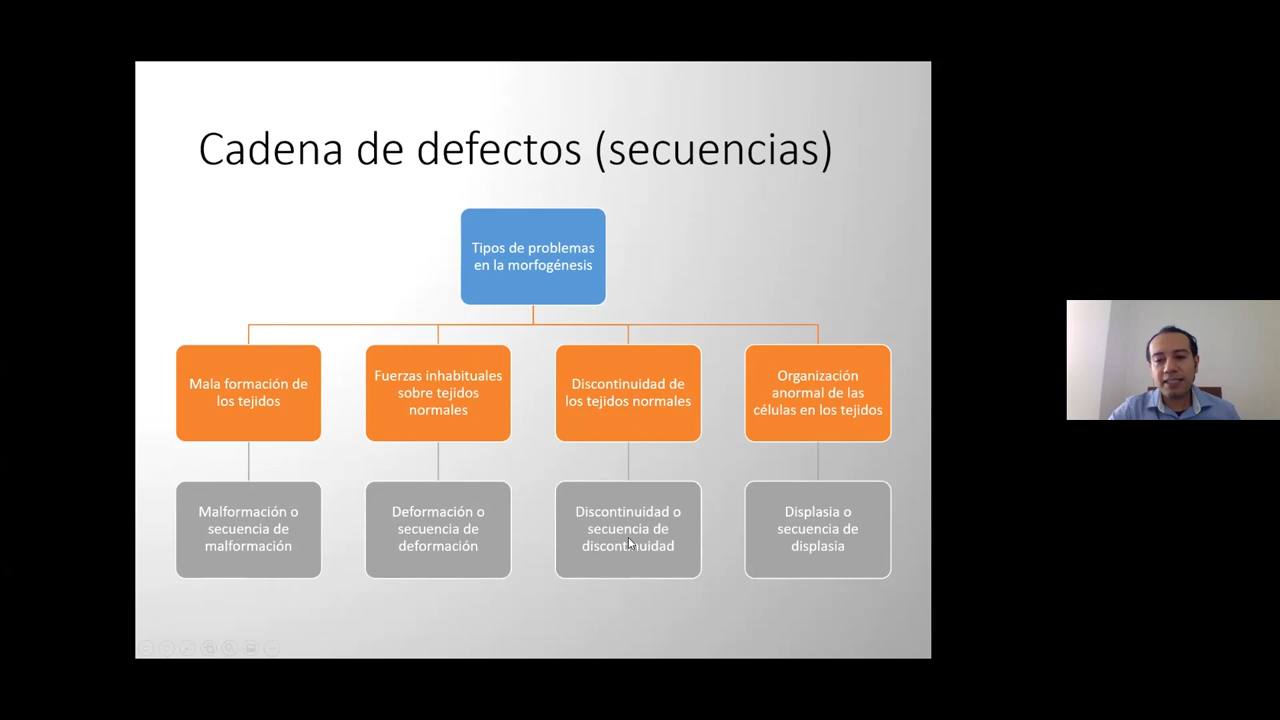 Cadena de defectos (secuencias)
Tipos de problemas
en la morfogénesis
Mala formación de
los tejidos
Fuerzas inhabituales
sobre tejidos
normales
Discontinuidad de
los tejidos normales
Organización
anormal de las
células en los tejidos
Malformación o
secuencia de
malformación
Deformación o
secuencia de
deformación
Discontinuidad o
secuencia de
discontinuidad
Displasia o
secuencia de
displasia